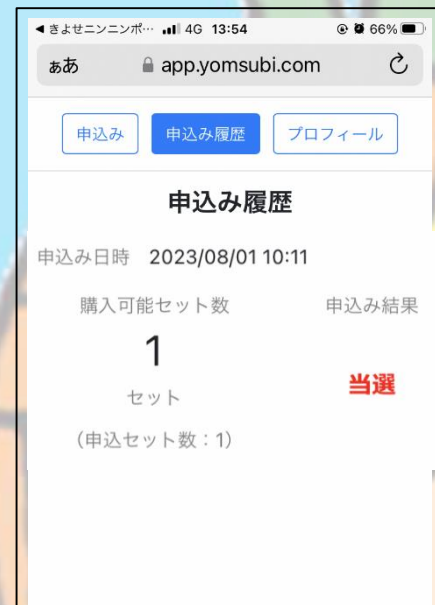 ◀きよせニンニンポ… 4G 13:54 66%
ぁあ app.yomsubi.com
申込み 申込み履歴 プロフィール
申込み履歴
申込み日時 2023/08/01 10:11
購入可能セット数 申込み結果
1
当選
セット
（申込セット数：1）